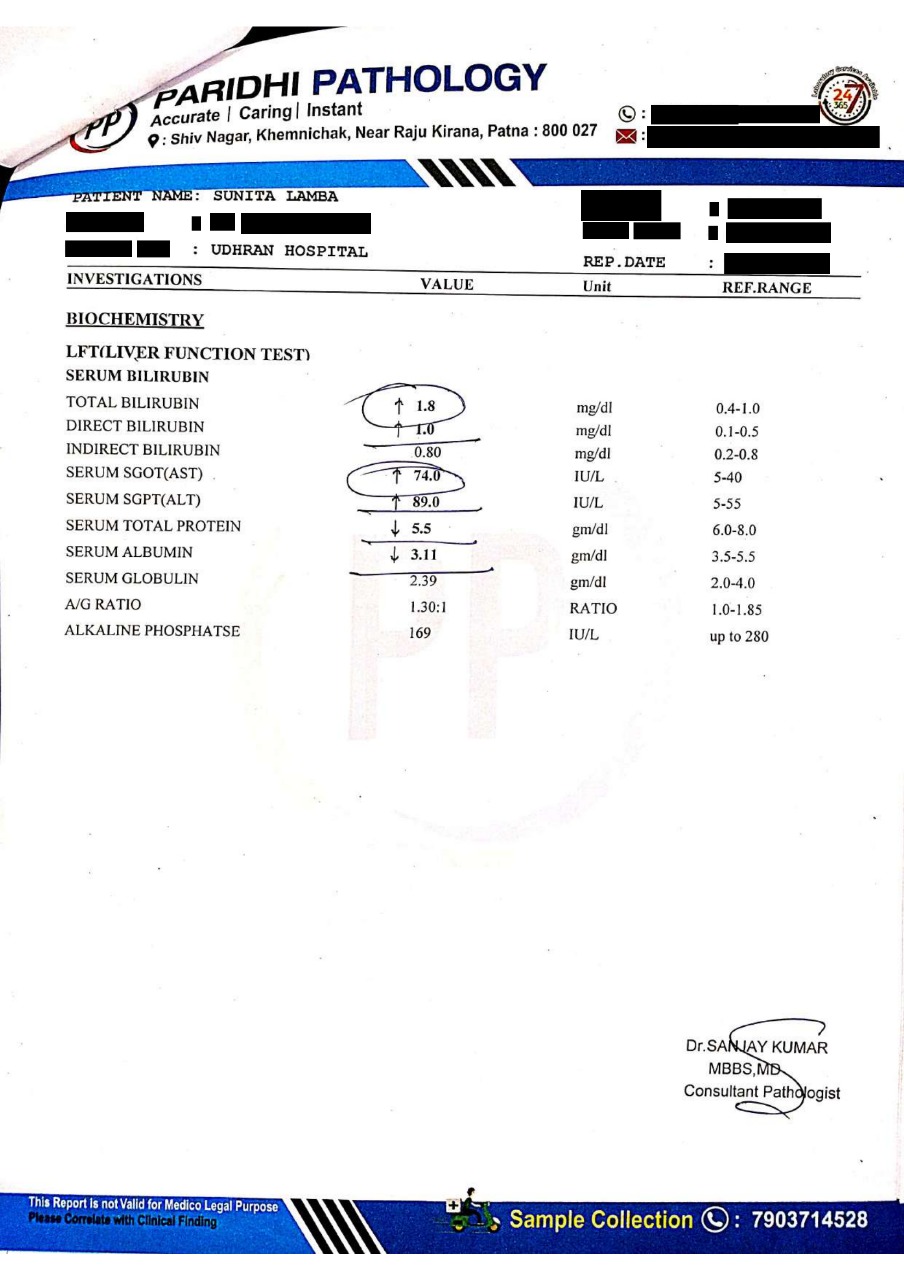 PARIDHI PATHOLOGY
Accurate | Caring | Instant
PP
: Shiv Nagar, Khemnichak, Near Raju Kirana, Patna : 800 027
:
:
24
7
365
PATIENT NAME: SUNITA LAMBA
:
:
:
: UDHRAN HOSPITAL
:
REP.DATE :
INVESTIGATIONS VALUE Unit REF.RANGE
BIOCHEMISTRY
LFT(LIVER FUNCTION TEST)
SERUM BILIRUBIN
TOTAL BILIRUBIN ↑ 1.8 mg/dl 0.4-1.0
DIRECT BILIRUBIN ↑ 1.0 mg/dl 0.1-0.5
INDIRECT BILIRUBIN 0.80 mg/dl 0.2-0.8
SERUM SGOT(AST) ↑ 74.0 IU/L 5-40
SERUM SGPT(ALT) ↑ 89.0 IU/L 5-55
SERUM TOTAL PROTEIN ↓ 5.5 gm/dl 6.0-8.0
SERUM ALBUMIN ↓ 3.11 gm/dl 3.5-5.5
SERUM GLOBULIN 2.39 gm/dl 2.0-4.0
A/G RATIO 1.30:1 RATIO 1.0-1.85
ALKALINE PHOSPHATSE 169 IU/L up to 280
PP
Dr.SANJAY KUMAR
MBBS,MD
Consultant Pathologist
This Report is not Valid for Medico Legal Purpose
Please Correlate with Clinical Finding
Sample Collection : 7903714528